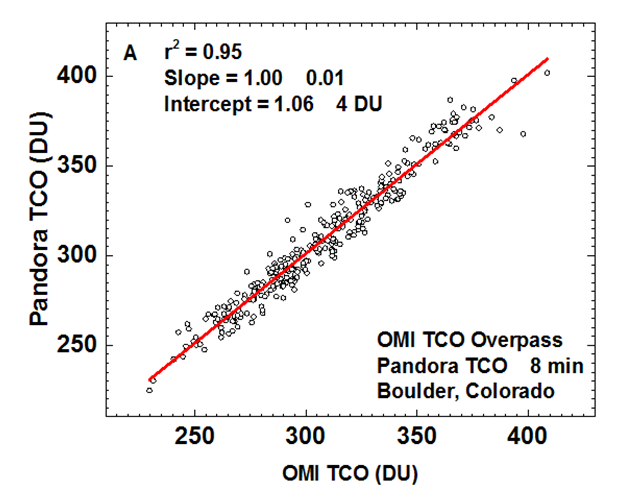 A
r² = 0.95
Slope = 1.00 0.01
Intercept = 1.06 4 DU
Pandora TCO (DU)
400
350
300
250
OMI TCO Overpass
Pandora TCO 8 min
Boulder, Colorado
250 300 350 400
OMI TCO (DU)